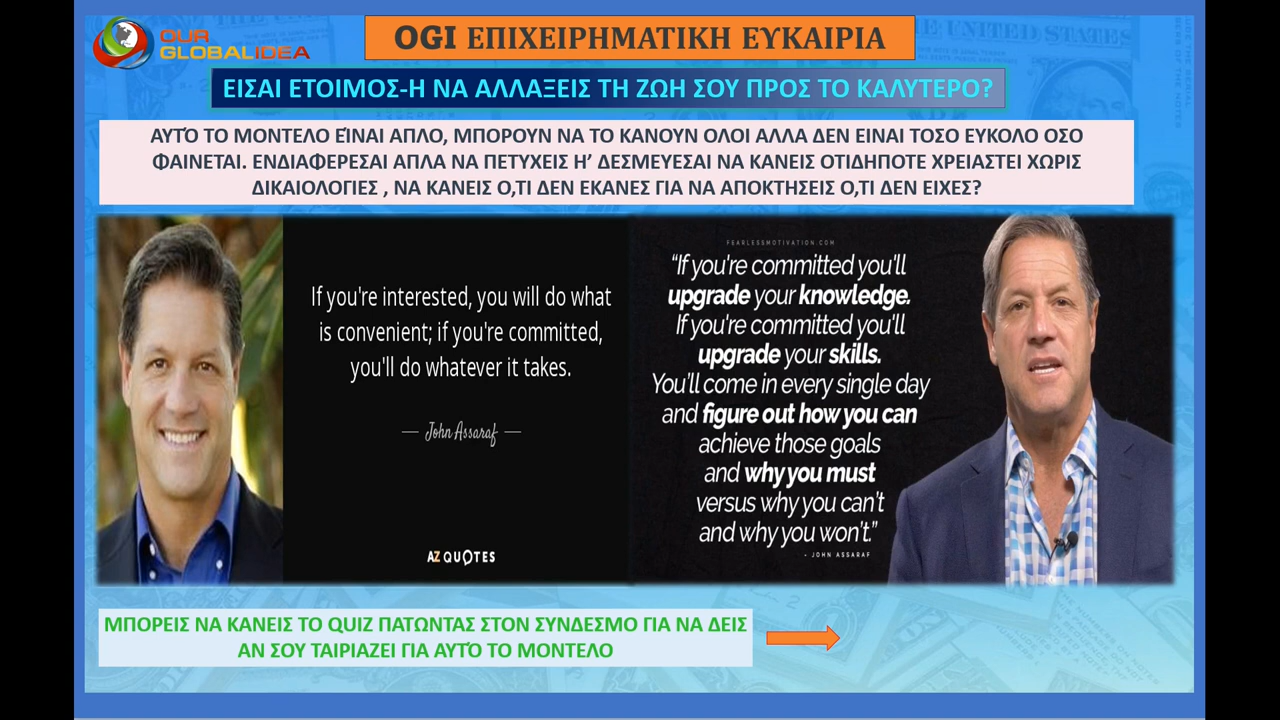 OUR
GLOBALIDEA
OGI ΕΠΙΧΕΙΡΗΜΑΤΙΚΗ ΕΥΚΑΙΡΙΑ
ΕΙΣΑΙ ΕΤΟΙΜΟΣ-Η ΝΑ ΑΛΛΑΞΕΙΣ ΤΗ ΖΩΗ ΣΟΥ ΠΡΟΣ ΤΟ ΚΑΛΥΤΕΡΟ?
ΑΥΤΌ ΤΟ ΜΟΝΤΕΛΟ ΕΊΝΑΙ ΑΠΛΟ, ΜΠΟΡΟΥΝ ΝΑ ΤΟ ΚΑΝΟΥΝ ΟΛΟΙ ΑΛΛΑ ΔΕΝ ΕΙΝΑΙ ΤΟΣΟ ΕΥΚΟΛΟ ΟΣΟ
ΦΑΙΝΕΤΑΙ. ΕΝΔΙΑΦΕΡΕΣΑΙ ΑΠΛΑ ΝΑ ΠΕΤΥΧΕΙΣ Η’ ΔΕΣΜΕΥΕΣΑΙ ΝΑ ΚΑΝΕΙΣ ΟΤΙΔΗΠΟΤΕ ΧΡΕΙΑΣΤΕΙ ΧΩΡΙΣ
ΔΙΚΑΙΟΛΟΓΙΕΣ , ΝΑ ΚΑΝΕΙΣ Ο,ΤΙ ΔΕΝ ΕΚΑΝΕΣ ΓΙΑ ΝΑ ΑΠΟΚΤΗΣΕΙΣ Ο,ΤΙ ΔΕΝ ΕΙΧΕΣ?
If you're interested, you will do what
is convenient; if you're committed,
you'll do whatever it takes.
— John Assaraf —
AZ QUOTES
FEARLESSMOTIVATION.COM
“If you're committed you'll
upgrade your knowledge.
If you're committed you'll
upgrade your skills.
You'll come in every single day
and figure out how you can
achieve those goals
and why you must
versus why you can't
and why you won't.”
- JOHN ASSARAF
ΜΠΟΡΕΙΣ ΝΑ ΚΑΝΕΙΣ ΤΟ QUIZ ΠΑΤΩΝΤΑΣ ΣΤΟΝ ΣΥΝΔΕΣΜΟ ΓΙΑ ΝΑ ΔΕΙΣ
ΑΝ ΣΟΥ ΤΑΙΡΙΑΖΕΙ ΓΙΑ ΑΥΤΌ ΤΟ ΜΟΝΤΕΛΟ